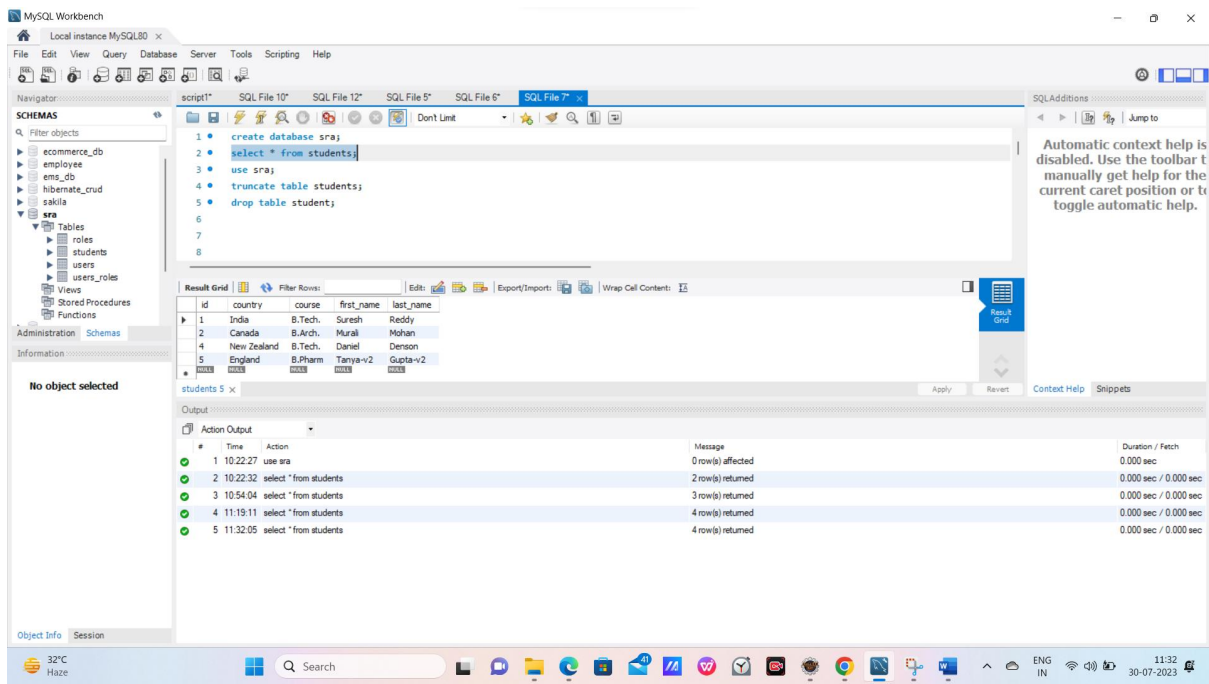 MySQL Workbench
Local instance MySQL80
File Edit View Query Database Server Tools Scripting Help
Navigator
SCHEMAS
Filter objects
ecommerce_db
employee
ems_db
hibernate_crud
sakila
sra
Tables
roles
students
users
users_roles
Views
Stored Procedures
Functions
Administration Schemas
Information
No object selected
Object Info Session
script1* SQL File 10* SQL File 12* SQL File 5* SQL File 6* SQL File 7*
Don't Limit
1 create database sra;
2 select * from students;
3 use sra;
4 truncate table students;
5 drop table student;
6
7
8
Result Grid Filter Rows: Edit: Export/Import: Wrap Cell Content:
id country course first_name last_name
1 India B.Tech. Suresh Reddy
2 Canada B.Arch. Murali Mohan
4 New Zealand B.Tech. Daniel Denson
5 England B.Pharm Tanya-v2 Gupta-v2
NULL NULL NULL NULL NULL
Result Grid
students 5
Apply Revert
SQLAdditions
Jump to
Automatic context help is
disabled. Use the toolbar t
manually get help for the
current caret position or to
toggle automatic help.
Context Help Snippets
Output
Action Output
# Time Action Message Duration / Fetch
1 10:22:27 use sra 0 row(s) affected 0.000 sec
2 10:22:32 select * from students 2 row(s) returned 0.000 sec / 0.000 sec
3 10:54:04 select * from students 3 row(s) returned 0.000 sec / 0.000 sec
4 11:19:11 select * from students 4 row(s) returned 0.000 sec / 0.000 sec
5 11:32:05 select * from students 4 row(s) returned 0.000 sec / 0.000 sec
32°C
Haze
Search
41
ENG
IN
11:32
30-07-2023